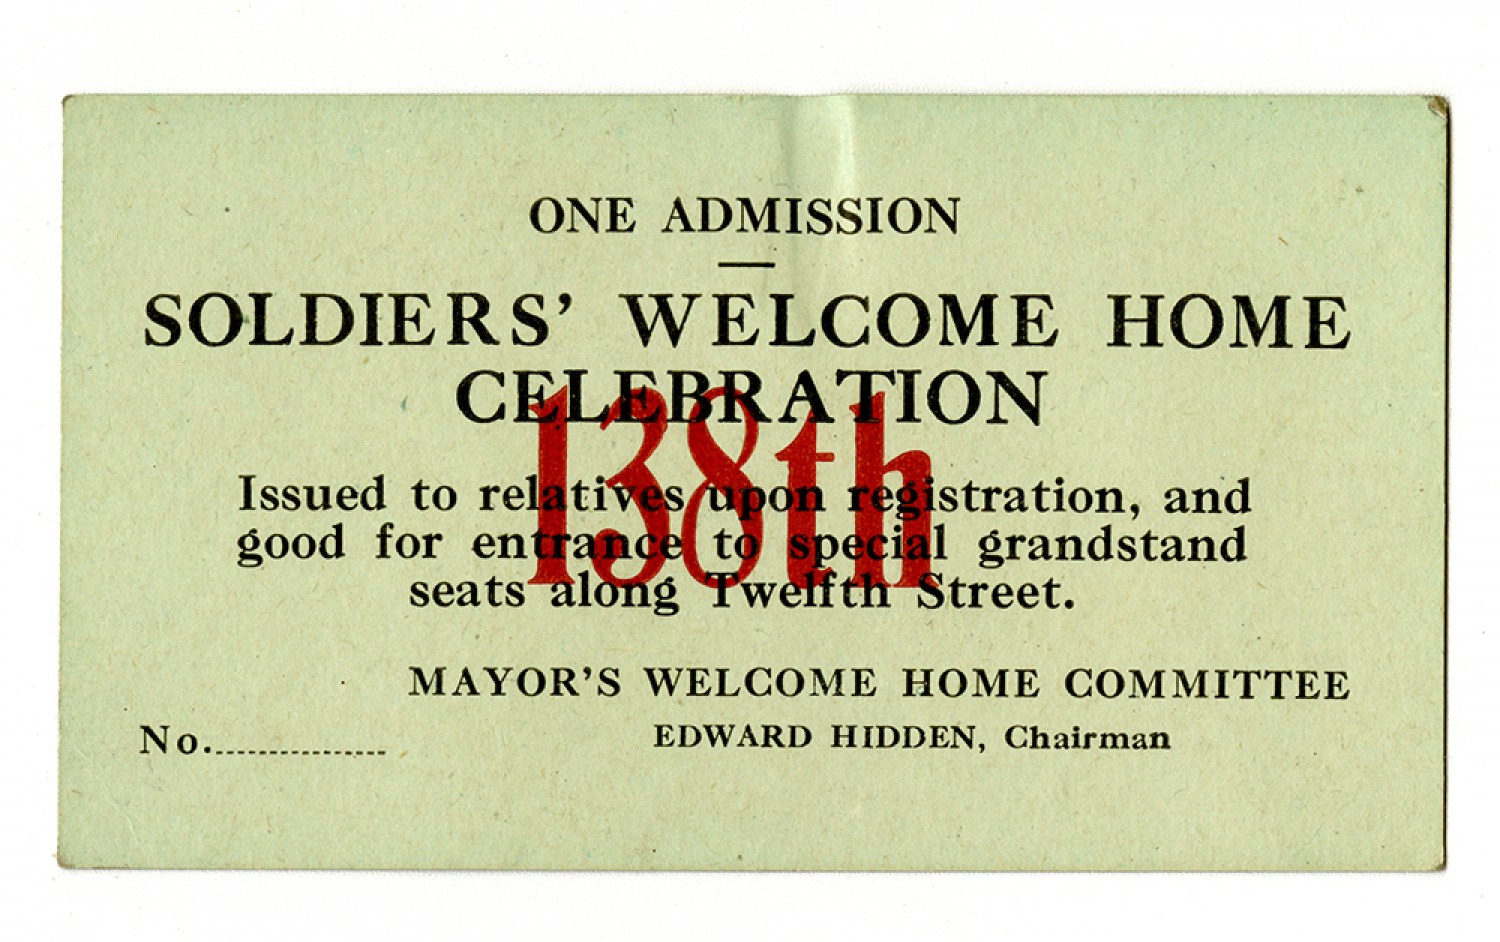 ONE ADMISSION
SOLDIERS' WELCOME HOME
CELEBRATION
138th
Issued to relatives upon registration, and
good for entrance to special grandstand
seats along Twelfth Street.
MAYOR'S WELCOME HOME COMMITTEE
No................
EDWARD HIDDEN, Chairman